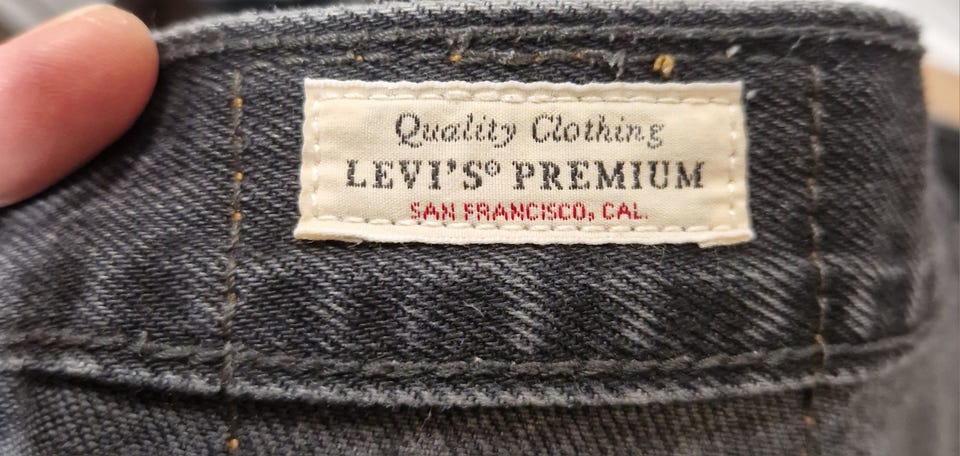 Quality Clothing
LEVI'S® PREMIUM
SAN FRANCISCO, CAL.